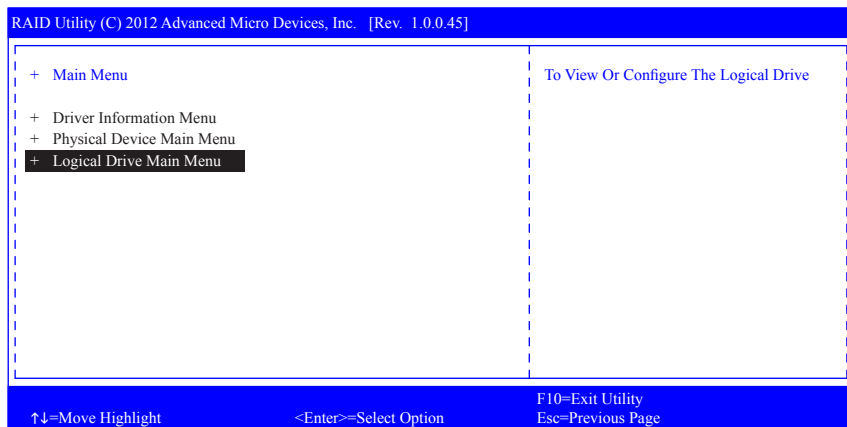 RAID Utility (C) 2012 Advanced Micro Devices, Inc. [Rev. 1.0.0.45]
+ Main Menu
+ Driver Information Menu
+ Physical Device Main Menu
+ Logical Drive Main Menu
To View Or Configure The Logical Drive
↑↓=Move Highlight
<Enter>=Select Option
F10=Exit Utility
Esc=Previous Page